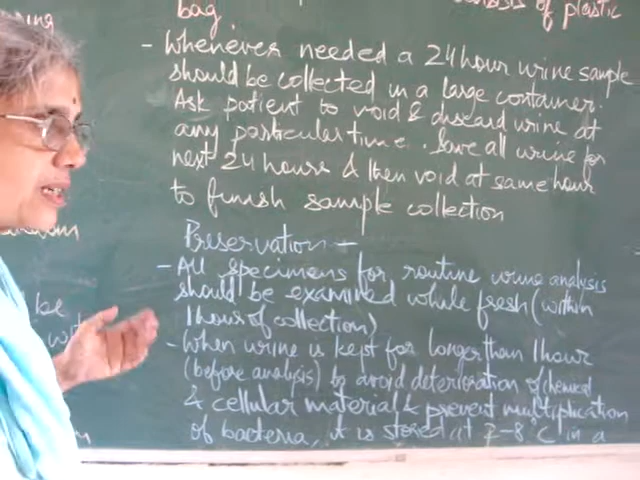 bag.
of plastic
- Whenever needed a 24 hour urine sample
should be collected in a large container.
Ask patient to void & discard urine at
any particular time. Save all urine for
next 24 hours & then void at same hour
to finish sample collection
Preservation -
- All specimens for routine urine analysis
should be examined while fresh (within
1 hour of collection)
- When urine is kept for longer than 1 hour
(before analysis) to avoid deterioration of chemical
& cellular material & prevent multiplication
of bacteria, it is stored at 2-8°C in a
be